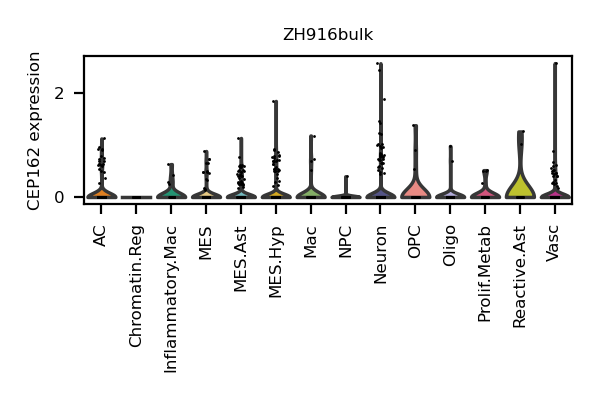 ZH916bulk
CEP162 expression
2
0
AC
Chromatin.Reg
Inflammatory.Mac
MES
MES.Ast
MES.Hyp
Mac
NPC
Neuron
OPC
Oligo
Prolif.Metab
Reactive.Ast
Vasc